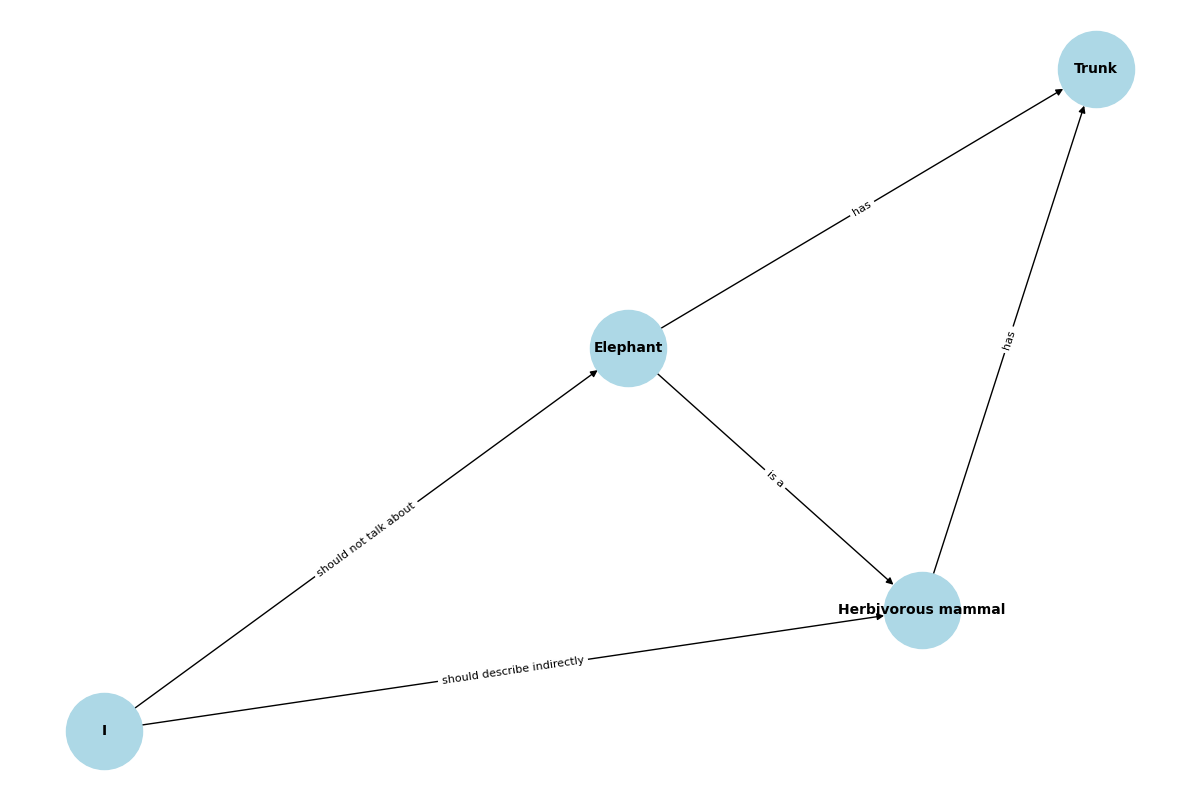 Trunk
has
has
Elephant
is a
should not talk about
Herbivorous mammal
should describe indirectly
I